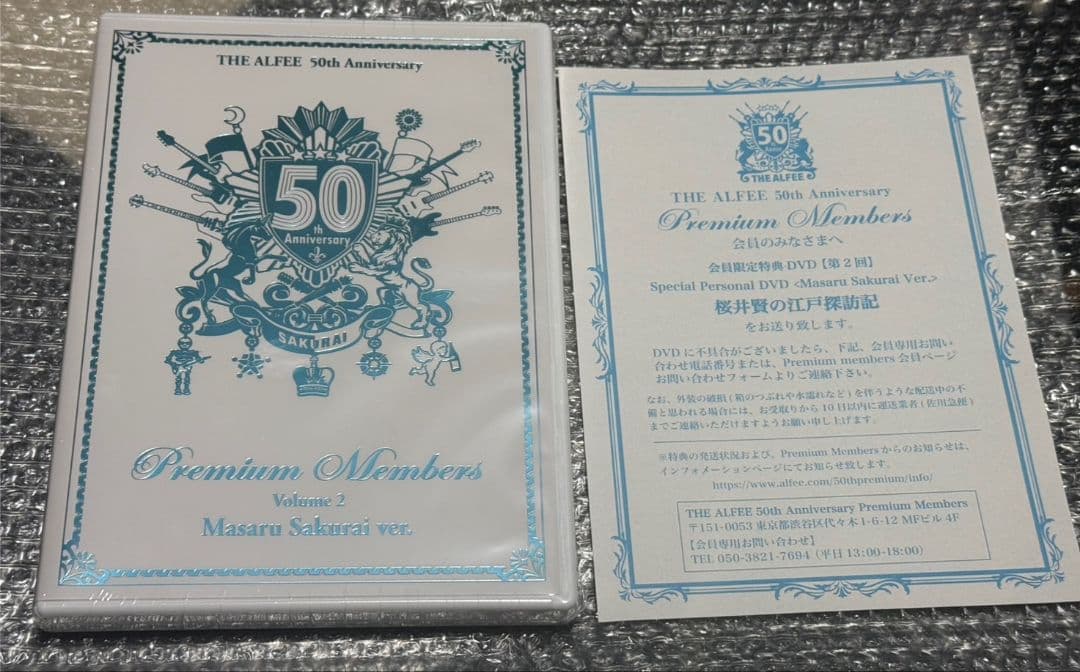 THE ALFEE 50th Anniversary
50
th
Anniversary
SAKURAI
Premium Members
Volume 2
Masaru Sakurai ver.
50
THE ALFEE
THE ALFEE 50th Anniversary
Premium Members
会員のみなさまへ
会員限定特典 DVD【第2回】
Special Personal DVD <Masaru Sakurai Ver.>
桜井賢の江戸探訪記
をお送り致します。
DVDに不具合がございましたら、下記、会員専用お問い
合わせ電話番号または、Premium members会員ページ
お問い合わせフォームよりご連絡下さい。
なお、外装の破損(箱のつぶれや水濡れなど)を伴うような配送中の不
備と思われる場合には、お受取りから10日以内に運送業者(佐川急便)
までご連絡いただけますようお願い申し上げます。
※特典の発送状況および、Premium Membersからのお知らせは、
インフォメーションページにてお知らせ致します。
https://www.alfee.com/50thpremium/info/
THE ALFEE 50th Anniversary Premium Members
〒151-0053 東京都渋谷区代々木1-6-12 MFビル 4F
【会員専用お問い合わせ】
TEL 050-3821-7694(平日13:00-18:00)